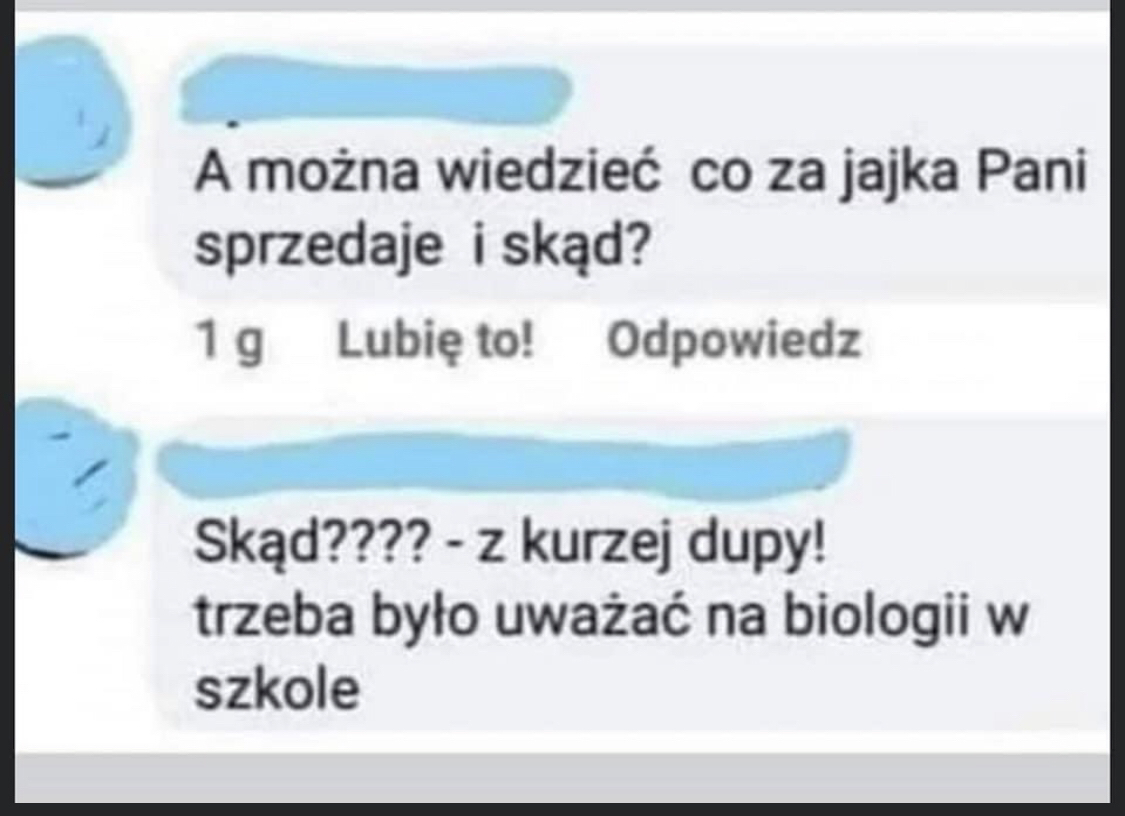 A można wiedzieć co za jajka Pani
sprzedaje i skąd?
1 g Lubię to! Odpowiedz
Skąd???? - z kurzej dupy!
trzeba było uważać na biologii w
szkole